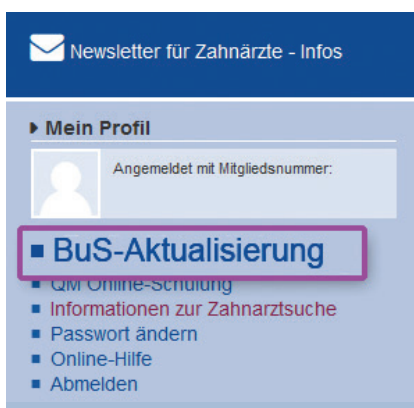 Newsletter für Zahnärzte - Infos
Mein Profil
Angemeldet mit Mitgliedsnummer:
BuS-Aktualisierung
QM Online-Schulung
Informationen zur Zahnarztsuche
Passwort ändern
Online-Hilfe
Abmelden